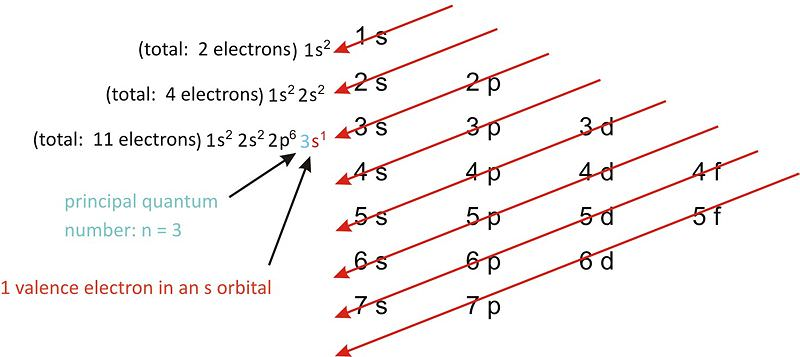 (total: 2 electrons) 1s² 1 s
(total: 4 electrons) 1s² 2s² 2 s 2 p
(total: 11 electrons) 1s² 2s² 2p⁶ 3s¹ 3 s 3 p 3 d
4 s 4 p 4 d 4 f
principal quantum
number: n = 3
5 s 5 p 5 d 5 f
6 s 6 p 6 d
1 valence electron in an s orbital
7 s 7 p